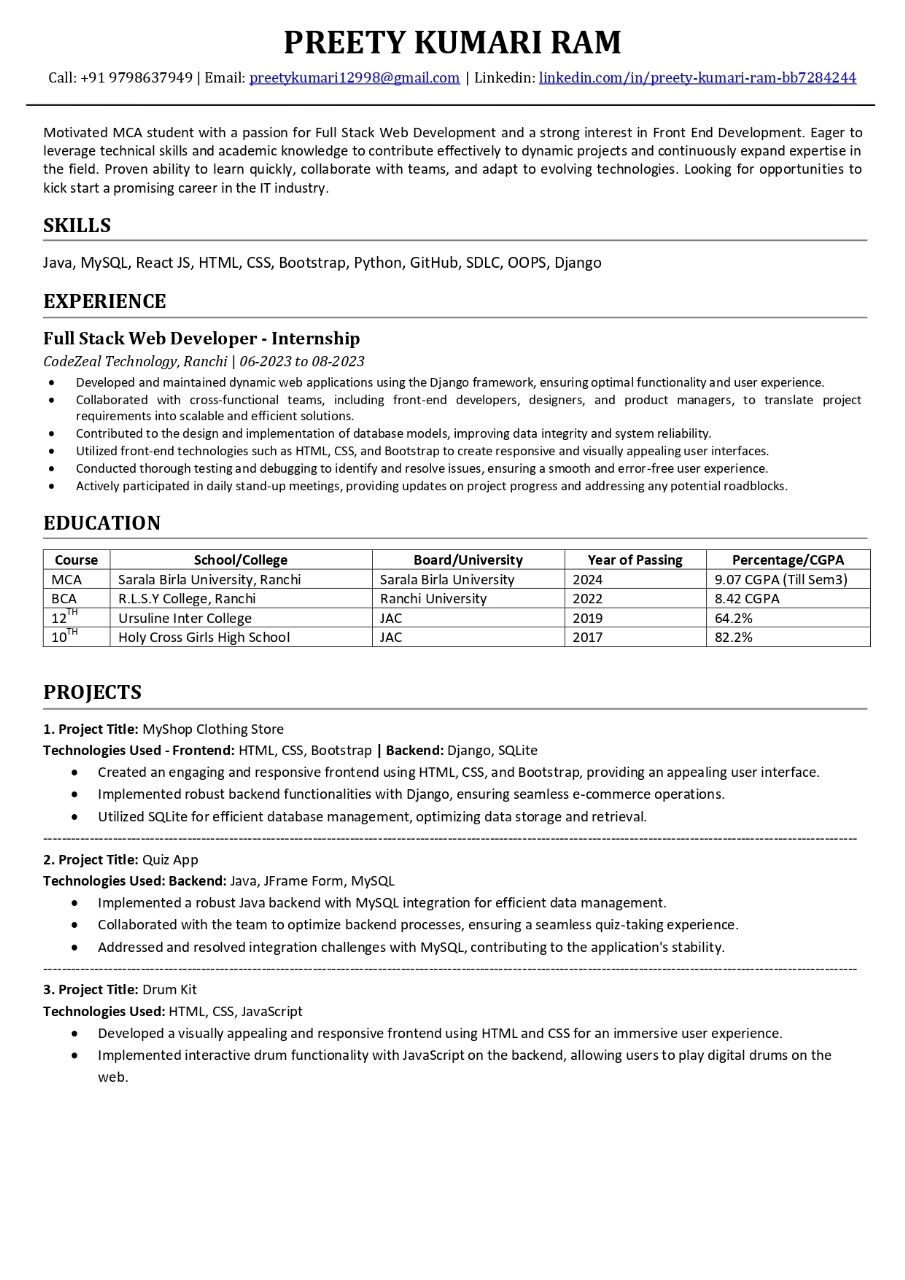 PREETY KUMARI RAM
Call: +91 9798637949 | Email: preetykumari12998@gmail.com | Linkedin: linkedin.com/in/preety-kumari-ram-bb7284244
Motivated MCA student with a passion for Full Stack Web Development and a strong interest in Front End Development. Eager to
leverage technical skills and academic knowledge to contribute effectively to dynamic projects and continuously expand expertise in
the field. Proven ability to learn quickly, collaborate with teams, and adapt to evolving technologies. Looking for opportunities to
kick start a promising career in the IT industry.
SKILLS
Java, MySQL, React JS, HTML, CSS, Bootstrap, Python, GitHub, SDLC, OOPS, Django
EXPERIENCE
Full Stack Web Developer - Internship
CodeZeal Technology, Ranchi | 06-2023 to 08-2023
• Developed and maintained dynamic web applications using the Django framework, ensuring optimal functionality and user experience.
• Collaborated with cross-functional teams, including front-end developers, designers, and product managers, to translate project
requirements into scalable and efficient solutions.
• Contributed to the design and implementation of database models, improving data integrity and system reliability.
• Utilized front-end technologies such as HTML, CSS, and Bootstrap to create responsive and visually appealing user interfaces.
• Conducted thorough testing and debugging to identify and resolve issues, ensuring a smooth and error-free user experience.
• Actively participated in daily stand-up meetings, providing updates on project progress and addressing any potential roadblocks.
EDUCATION
Course School/College Board/University Year of Passing Percentage/CGPA
MCA Sarala Birla University, Ranchi Sarala Birla University 2024 9.07 CGPA (Till Sem3)
BCA R.L.S.Y College, Ranchi Ranchi University 2022 8.42 CGPA
12TH Ursuline Inter College JAC 2019 64.2%
10TH Holy Cross Girls High School JAC 2017 82.2%
PROJECTS
1. Project Title: MyShop Clothing Store
Technologies Used - Frontend: HTML, CSS, Bootstrap | Backend: Django, SQLite
• Created an engaging and responsive frontend using HTML, CSS, and Bootstrap, providing an appealing user interface.
• Implemented robust backend functionalities with Django, ensuring seamless e-commerce operations.
• Utilized SQLite for efficient database management, optimizing data storage and retrieval.
2. Project Title: Quiz App
Technologies Used: Backend: Java, JFrame Form, MySQL
• Implemented a robust Java backend with MySQL integration for efficient data management.
• Collaborated with the team to optimize backend processes, ensuring a seamless quiz-taking experience.
• Addressed and resolved integration challenges with MySQL, contributing to the application's stability.
3. Project Title: Drum Kit
Technologies Used: HTML, CSS, JavaScript
• Developed a visually appealing and responsive frontend using HTML and CSS for an immersive user experience.
• Implemented interactive drum functionality with JavaScript on the backend, allowing users to play digital drums on the
web.